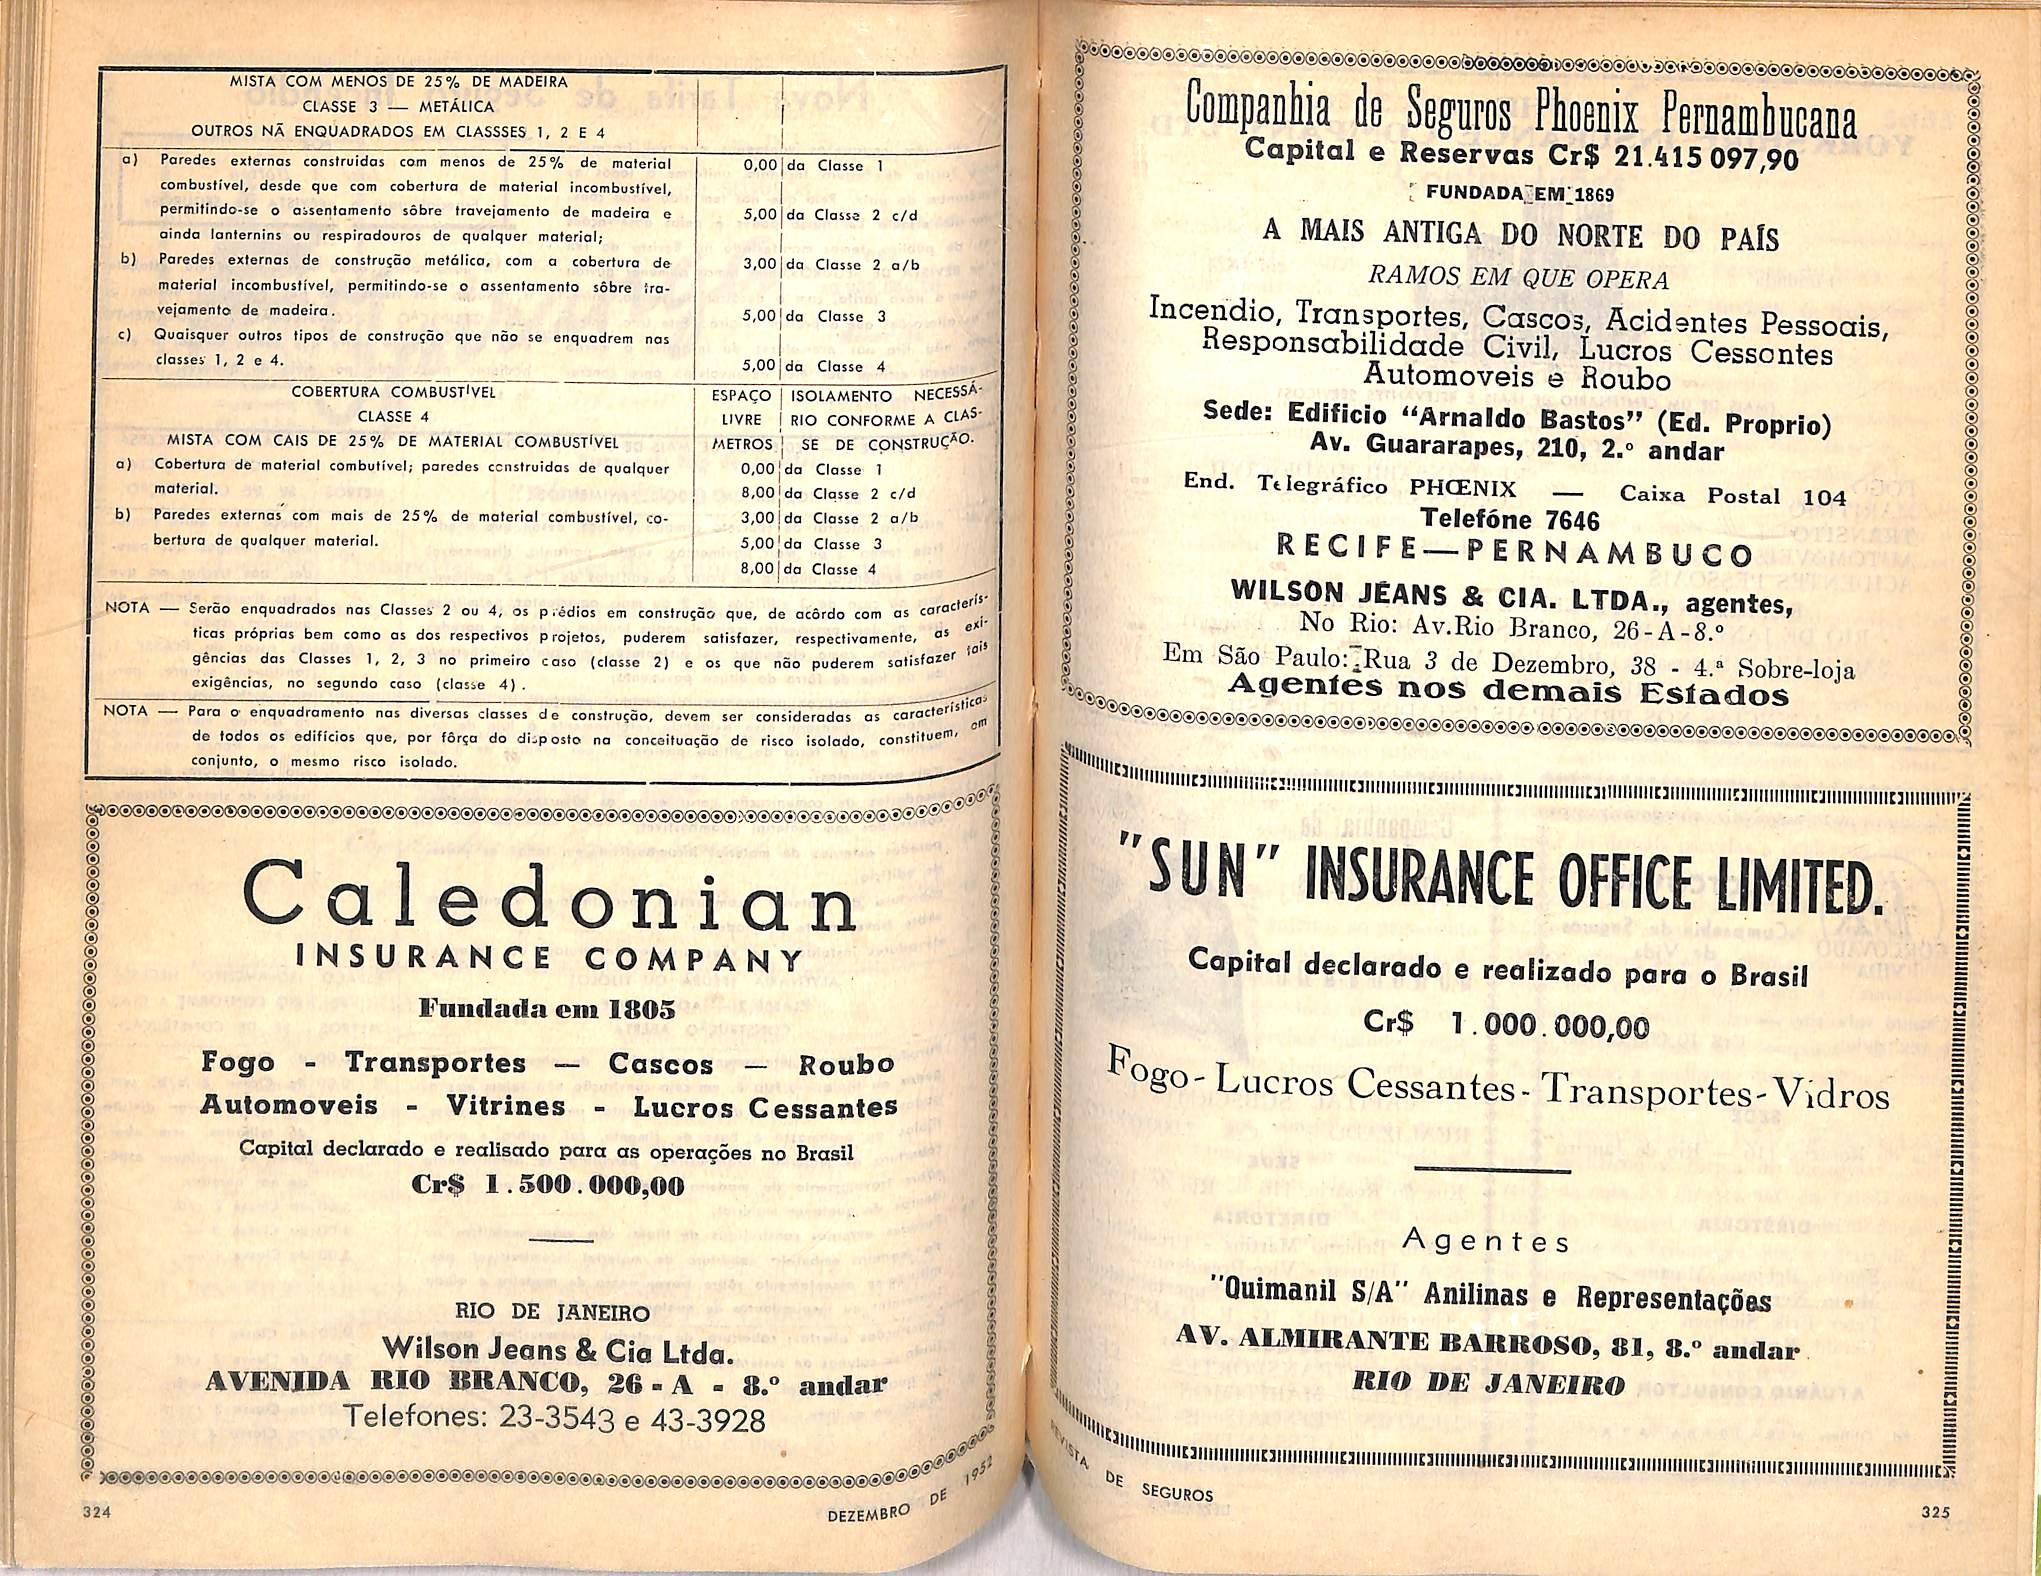 MISTA COM MENOS DE 25% DE MADEIRA
CLASSE 3 — METÁLICA
OUTROS NÃ ENQUADRADOS EM CLASSSES 1, 2 E 4
a) Paredes externas construidas com menos de 25% de material
combustível, desde que com cobertura de material incombustível,
permitindo-se o assentamento sôbre travejamento de madeira e
ainda lanternins ou respiradouros de qualquer material;
b) Paredes externas de construção metálica, com a cobertura de
material incombustível, permitindo-se o assentamento sôbre tra-
vejamento de madeira.
c) Quaisquer outros tipos de construção que não se enquadrem nas
classes 1, 2 e 4.
0,00 da Classe 1
5,00 da Classe 2 c/d
3,00 da Classe 2 a/b
5,00 da Classe 3
5,00 da Classe 4
COBERTURA COMBUSTÍVEL
CLASSE 4
MISTA COM CAIS DE 25% DE MATERIAL COMBUSTÍVEL
ESPAÇO ISOLAMENTO NECESSÁ-
LIVRE RIO CONFORME A CLAS-
METROS SE DE CONSTRUÇÃO.
a) Cobertura de material combutível; paredes construidas de qualquer
material.
b) Paredes externas com mais de 25% de material combustível, co-
bertura de qualquer material.
0,00 da Classe 1
8,00 da Classe 2 c/d
3,00 da Classe 2 a/b
5,00 da Classe 3
8,00 da Classe 4
NOTA — Serão enquadrados nas Classes 2 ou 4, os prédios em construção que, de acôrdo com as caracterís-
ticas próprias bem como as dos respectivos projetos, puderem satisfazer, respectivamente, as exi-
gências das Classes 1, 2, 3 no primeiro caso (classe 2) e os que não puderem satisfazer tais
exigências, no segundo caso (classe 4).
NOTA — Para o enquadramento nas diversas classes de construção, devem ser consideradas as características
de todos os edifícios que, por fôrça do disposto na conceituação de risco isolado, constituem, em
conjunto, o mesmo risco isolado.
Caledonian
INSURANCE COMPANY
Fundada em 1805
Fogo - Transportes — Cascos — Roubo
Automoveis - Vitrines - Lucros Cessantes
Capital declarado e realisado para as operações no Brasil
Cr$ 1.500.000,00
RIO DE JANEIRO
Wilson Jeans & Cia Ltda.
AVENIDA RIO BRANCO, 26 - A - 8.º andar
Telefones: 23-3543 e 43-3928
324
DEZEMBRO DE 1952
Companhia de Seguros Phoenix Pernambucana
Capital e Reservas Cr$ 21.415 097,90
FUNDADA EM 1869
A MAIS ANTIGA DO NORTE DO PAÍS
RAMOS EM QUE OPERA
Incendio, Transportes, Cascos, Acidentes Pessoais,
Responsabilidade Civil, Lucros Cessantes
Automoveis e Roubo
Sede: Edificio “Arnaldo Bastos” (Ed. Proprio)
Av. Guararapes, 210, 2.º andar
End. Telegráfico PHŒNIX — Caixa Postal 104
Telefóne 7646
RECIFE—PERNAMBUCO
WILSON JEANS & CIA. LTDA., agentes,
No Rio: Av.Rio Branco, 26-A-8.º
Em São Paulo: Rua 3 de Dezembro, 38 - 4.ª Sobre-loja
Agentes nos demais Estados
"SUN" INSURANCE OFFICE LIMITED.
Capital declarado e realizado para o Brasil
Cr$ 1.000.000,00
Fogo-Lucros Cessantes-Transportes-Vidros
Agentes
"Quimanil S/A" Anilinas e Representações
AV. ALMIRANTE BARROSO, 81, 8.º andar
RIO DE JANEIRO
REVISTA DE SEGUROS
325